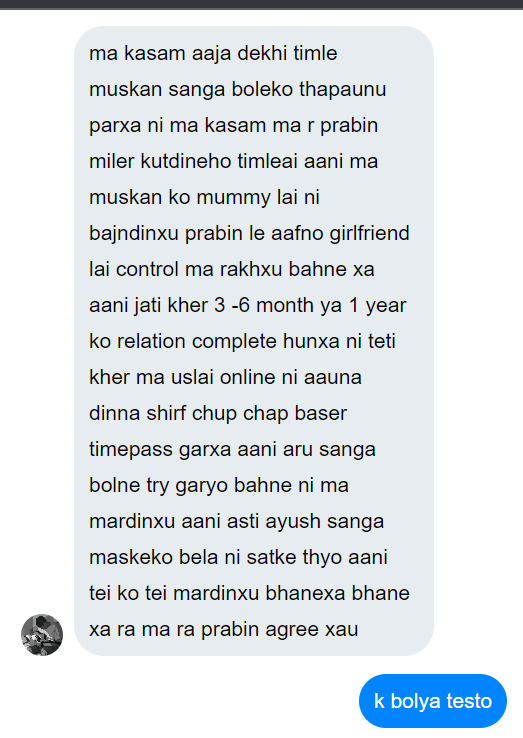 ma kasam aaja dekhi timle
muskan sanga boleko thapaunu
parxa ni ma kasam ma r prabin
miler kutdineho timleai aani ma
muskan ko mummy lai ni
bajndinxu prabin le aafno girlfriend
lai control ma rakhxu bahne xa
aani jati kher 3 -6 month ya 1 year
ko relation complete hunxa ni teti
kher ma uslai online ni aauna
dinna shirf chup chap baser
timepass garxa aani aru sanga
bolne try garyo bahne ni ma
mardinxu aani asti ayush sanga
maskeko bela ni satke thyo aani
tei ko tei mardinxu bhanexa bhane
xa ra ma ra prabin agree xau
k bolya testo